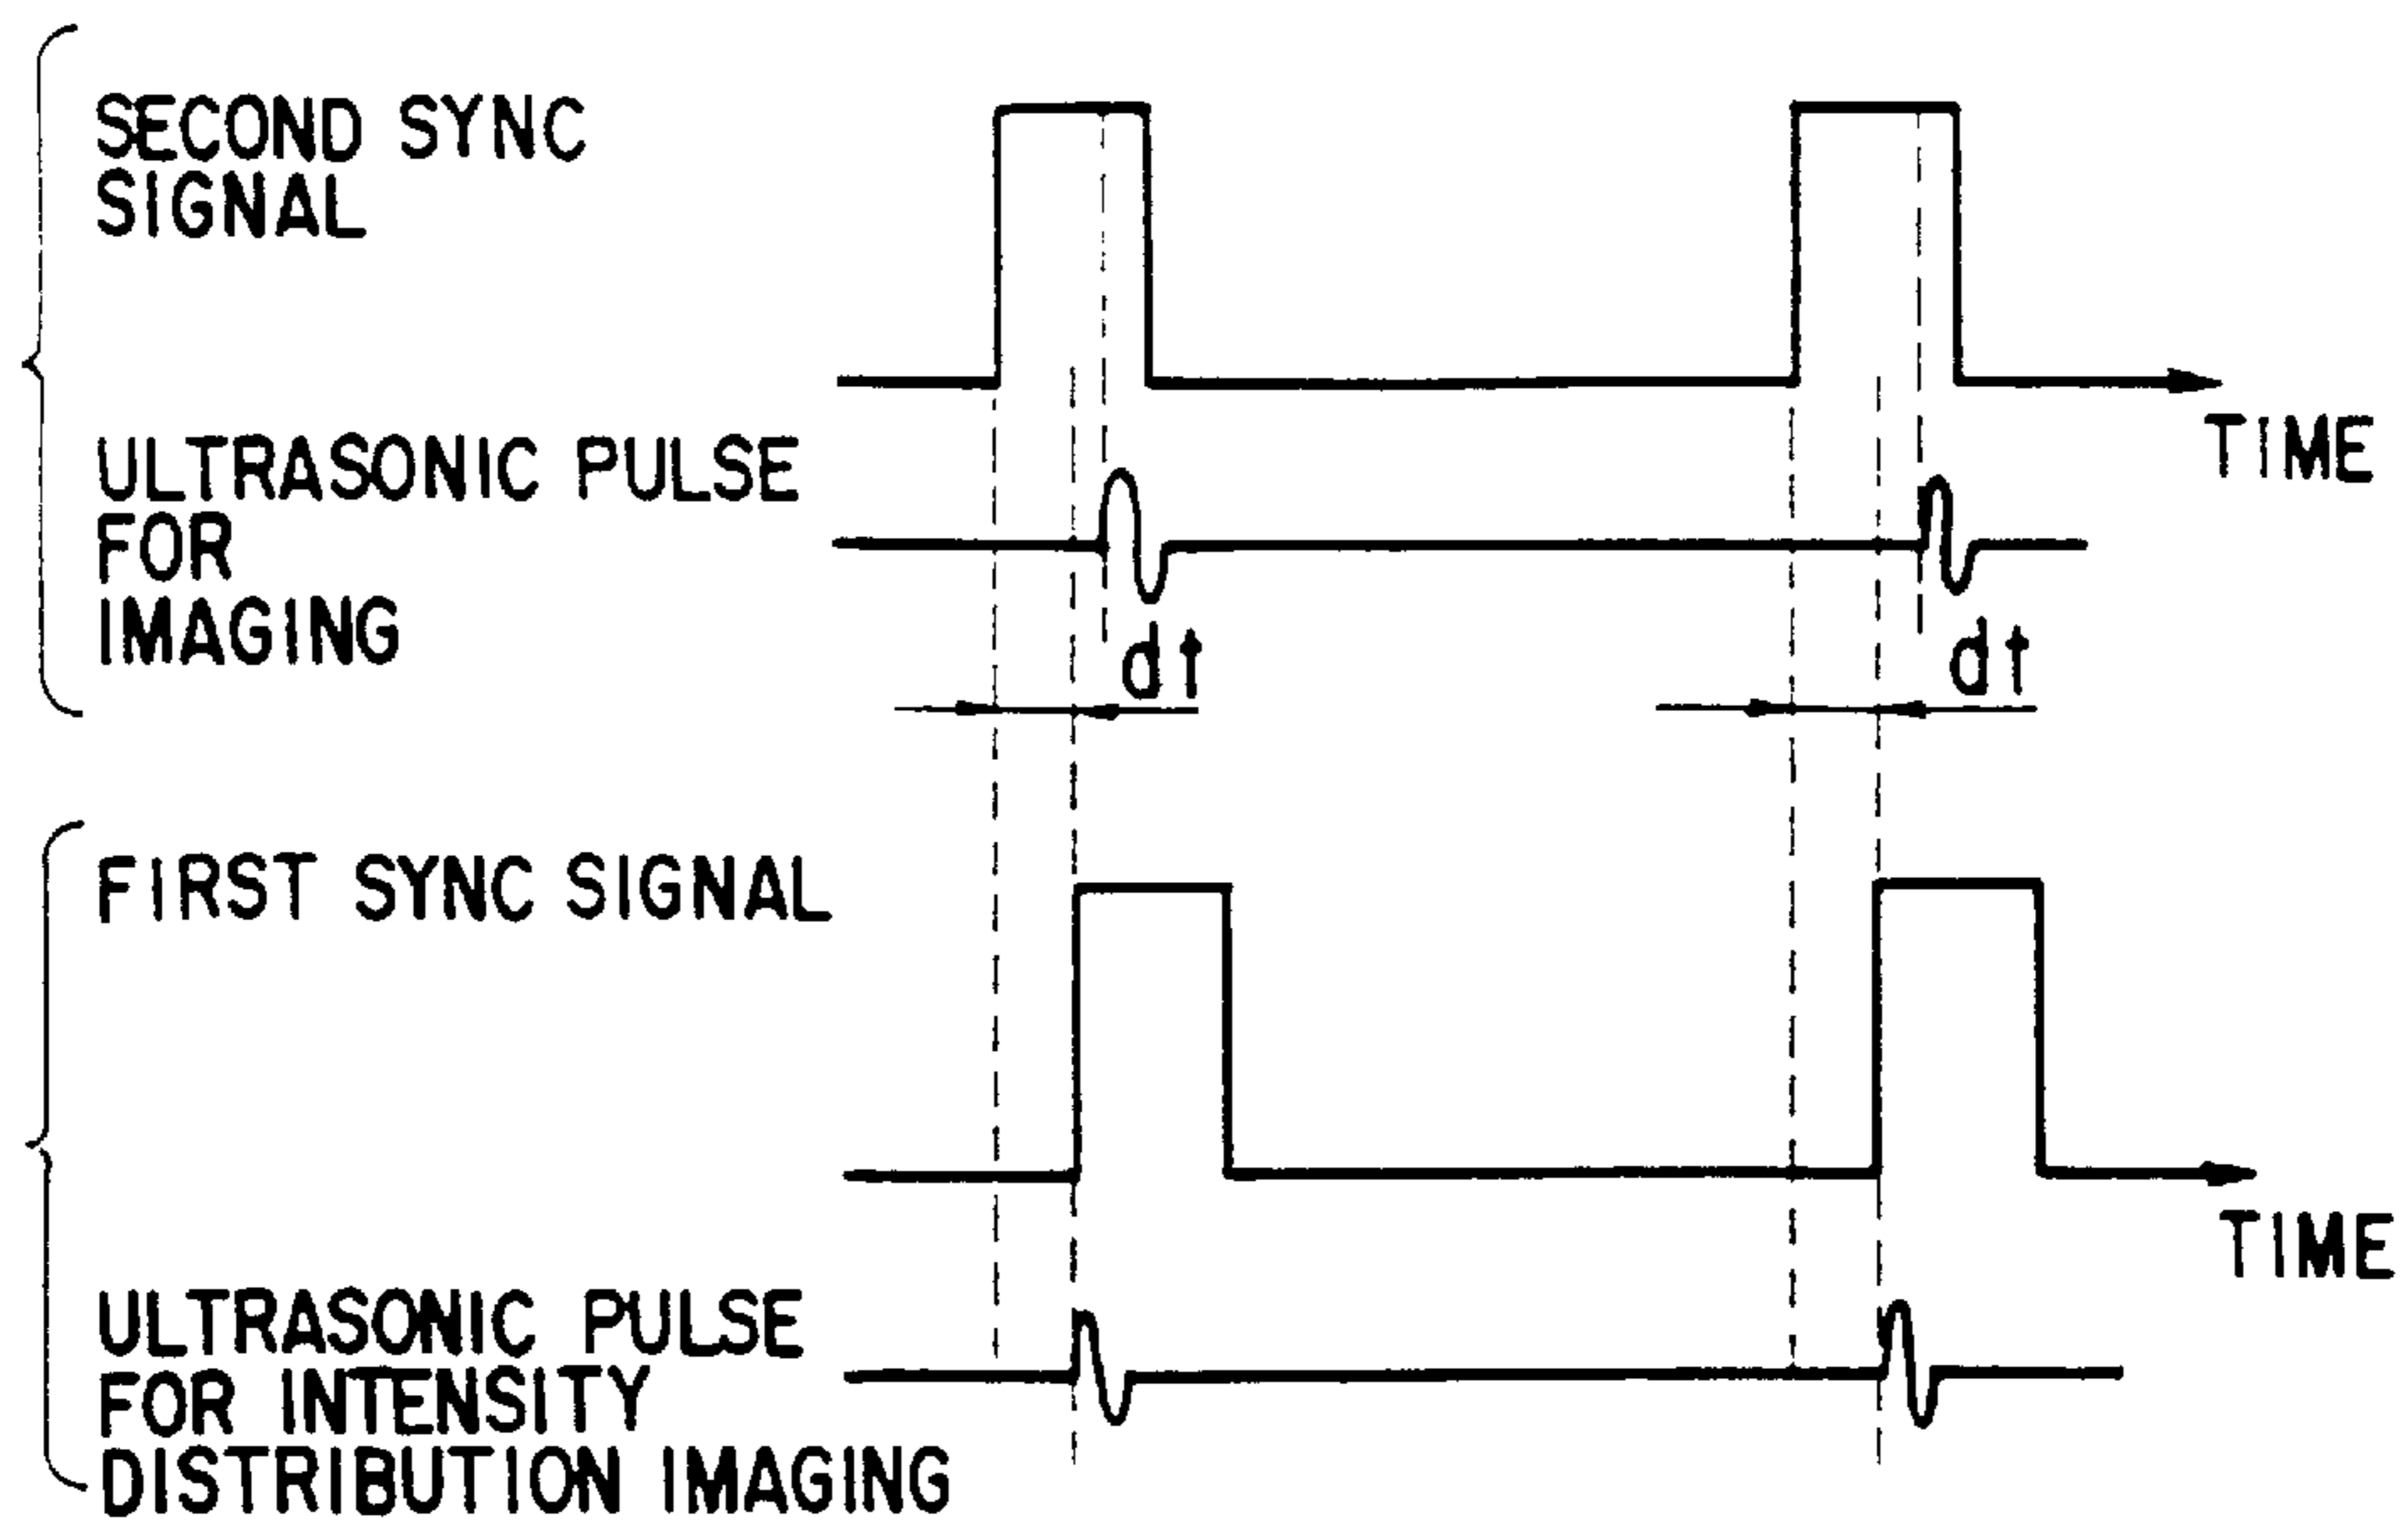 SECOND SYNC
SIGNAL
TIME
ULTRASONIC PULSE
FOR
IMAGING
dt
dt
FIRST SYNC SIGNAL
TIME
ULTRASONIC PULSE
FOR INTENSITY
DISTRIBUTION IMAGING